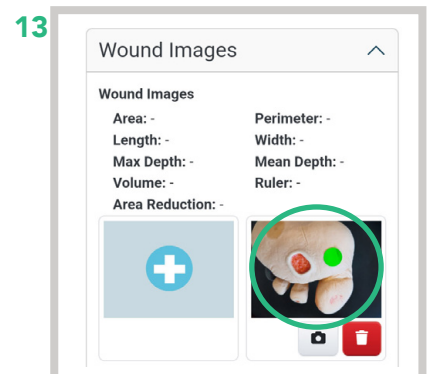 13
Wound Images
Wound Images
Area: - Perimeter: -
Length: - Width: -
Max Depth: - Mean Depth: -
Volume: - Ruler: -
Area Reduction: -